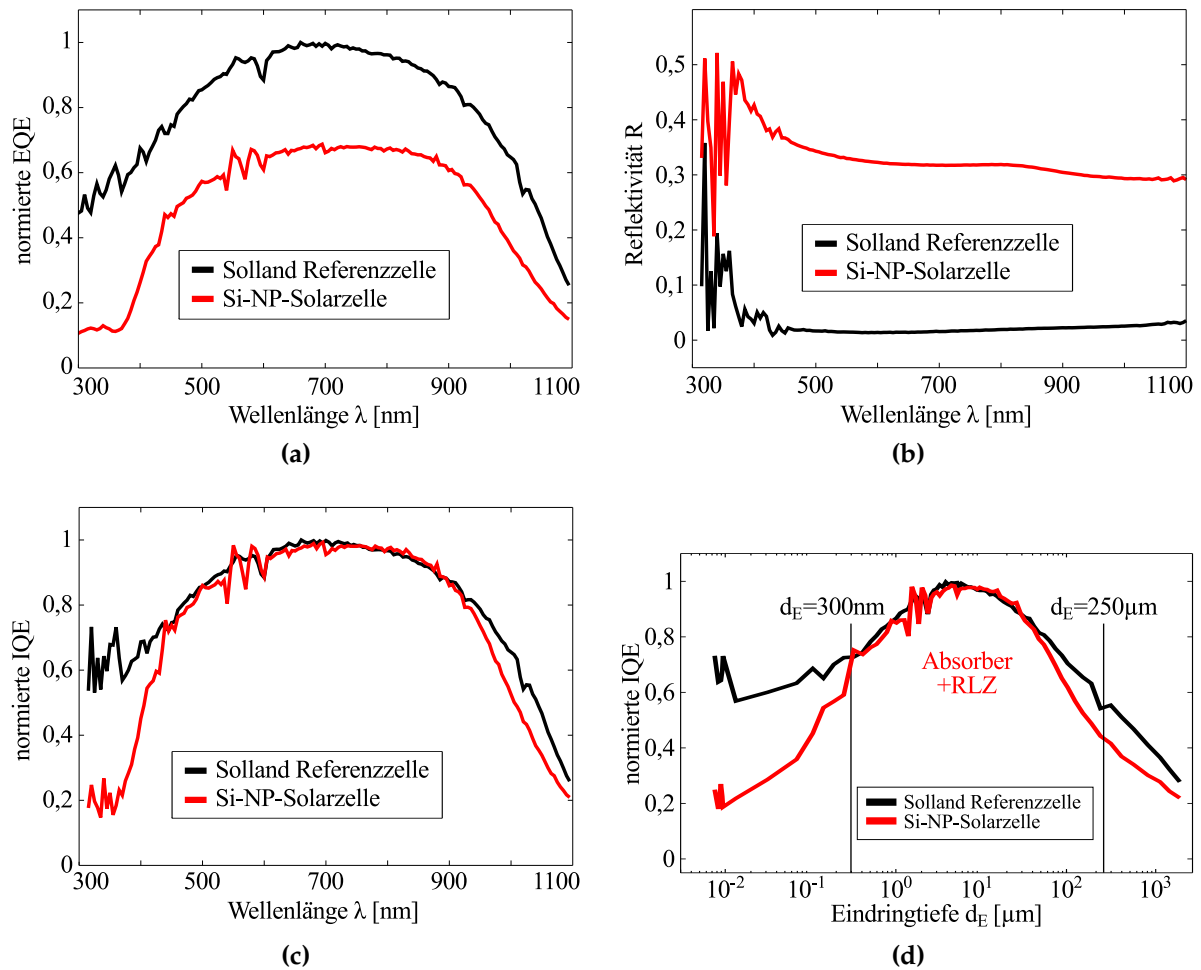 1
0,8
0,6
0,4
0,2
0
normierte EQE
Solland Referenzzelle
Si-NP-Solarzelle
300 500 700 900 1100
Wellenlänge λ [nm]
(a)
0,5
0,4
0,3
0,2
0,1
0
Reflektivität R
Solland Referenzzelle
Si-NP-Solarzelle
300 500 700 900 1100
Wellenlänge λ [nm]
(b)
1
0,8
0,6
0,4
0,2
0
normierte IQE
Solland Referenzzelle
Si-NP-Solarzelle
300 500 700 900 1100
Wellenlänge λ [nm]
(c)
1
0,8
0,6
0,4
0,2
0
normierte IQE
d_E=300nm
d_E=250µm
Absorber
+RLZ
Solland Referenzzelle
Si-NP-Solarzelle
10⁻² 10⁻¹ 10⁰ 10¹ 10² 10³
Eindringtiefe d_E [µm]
(d)